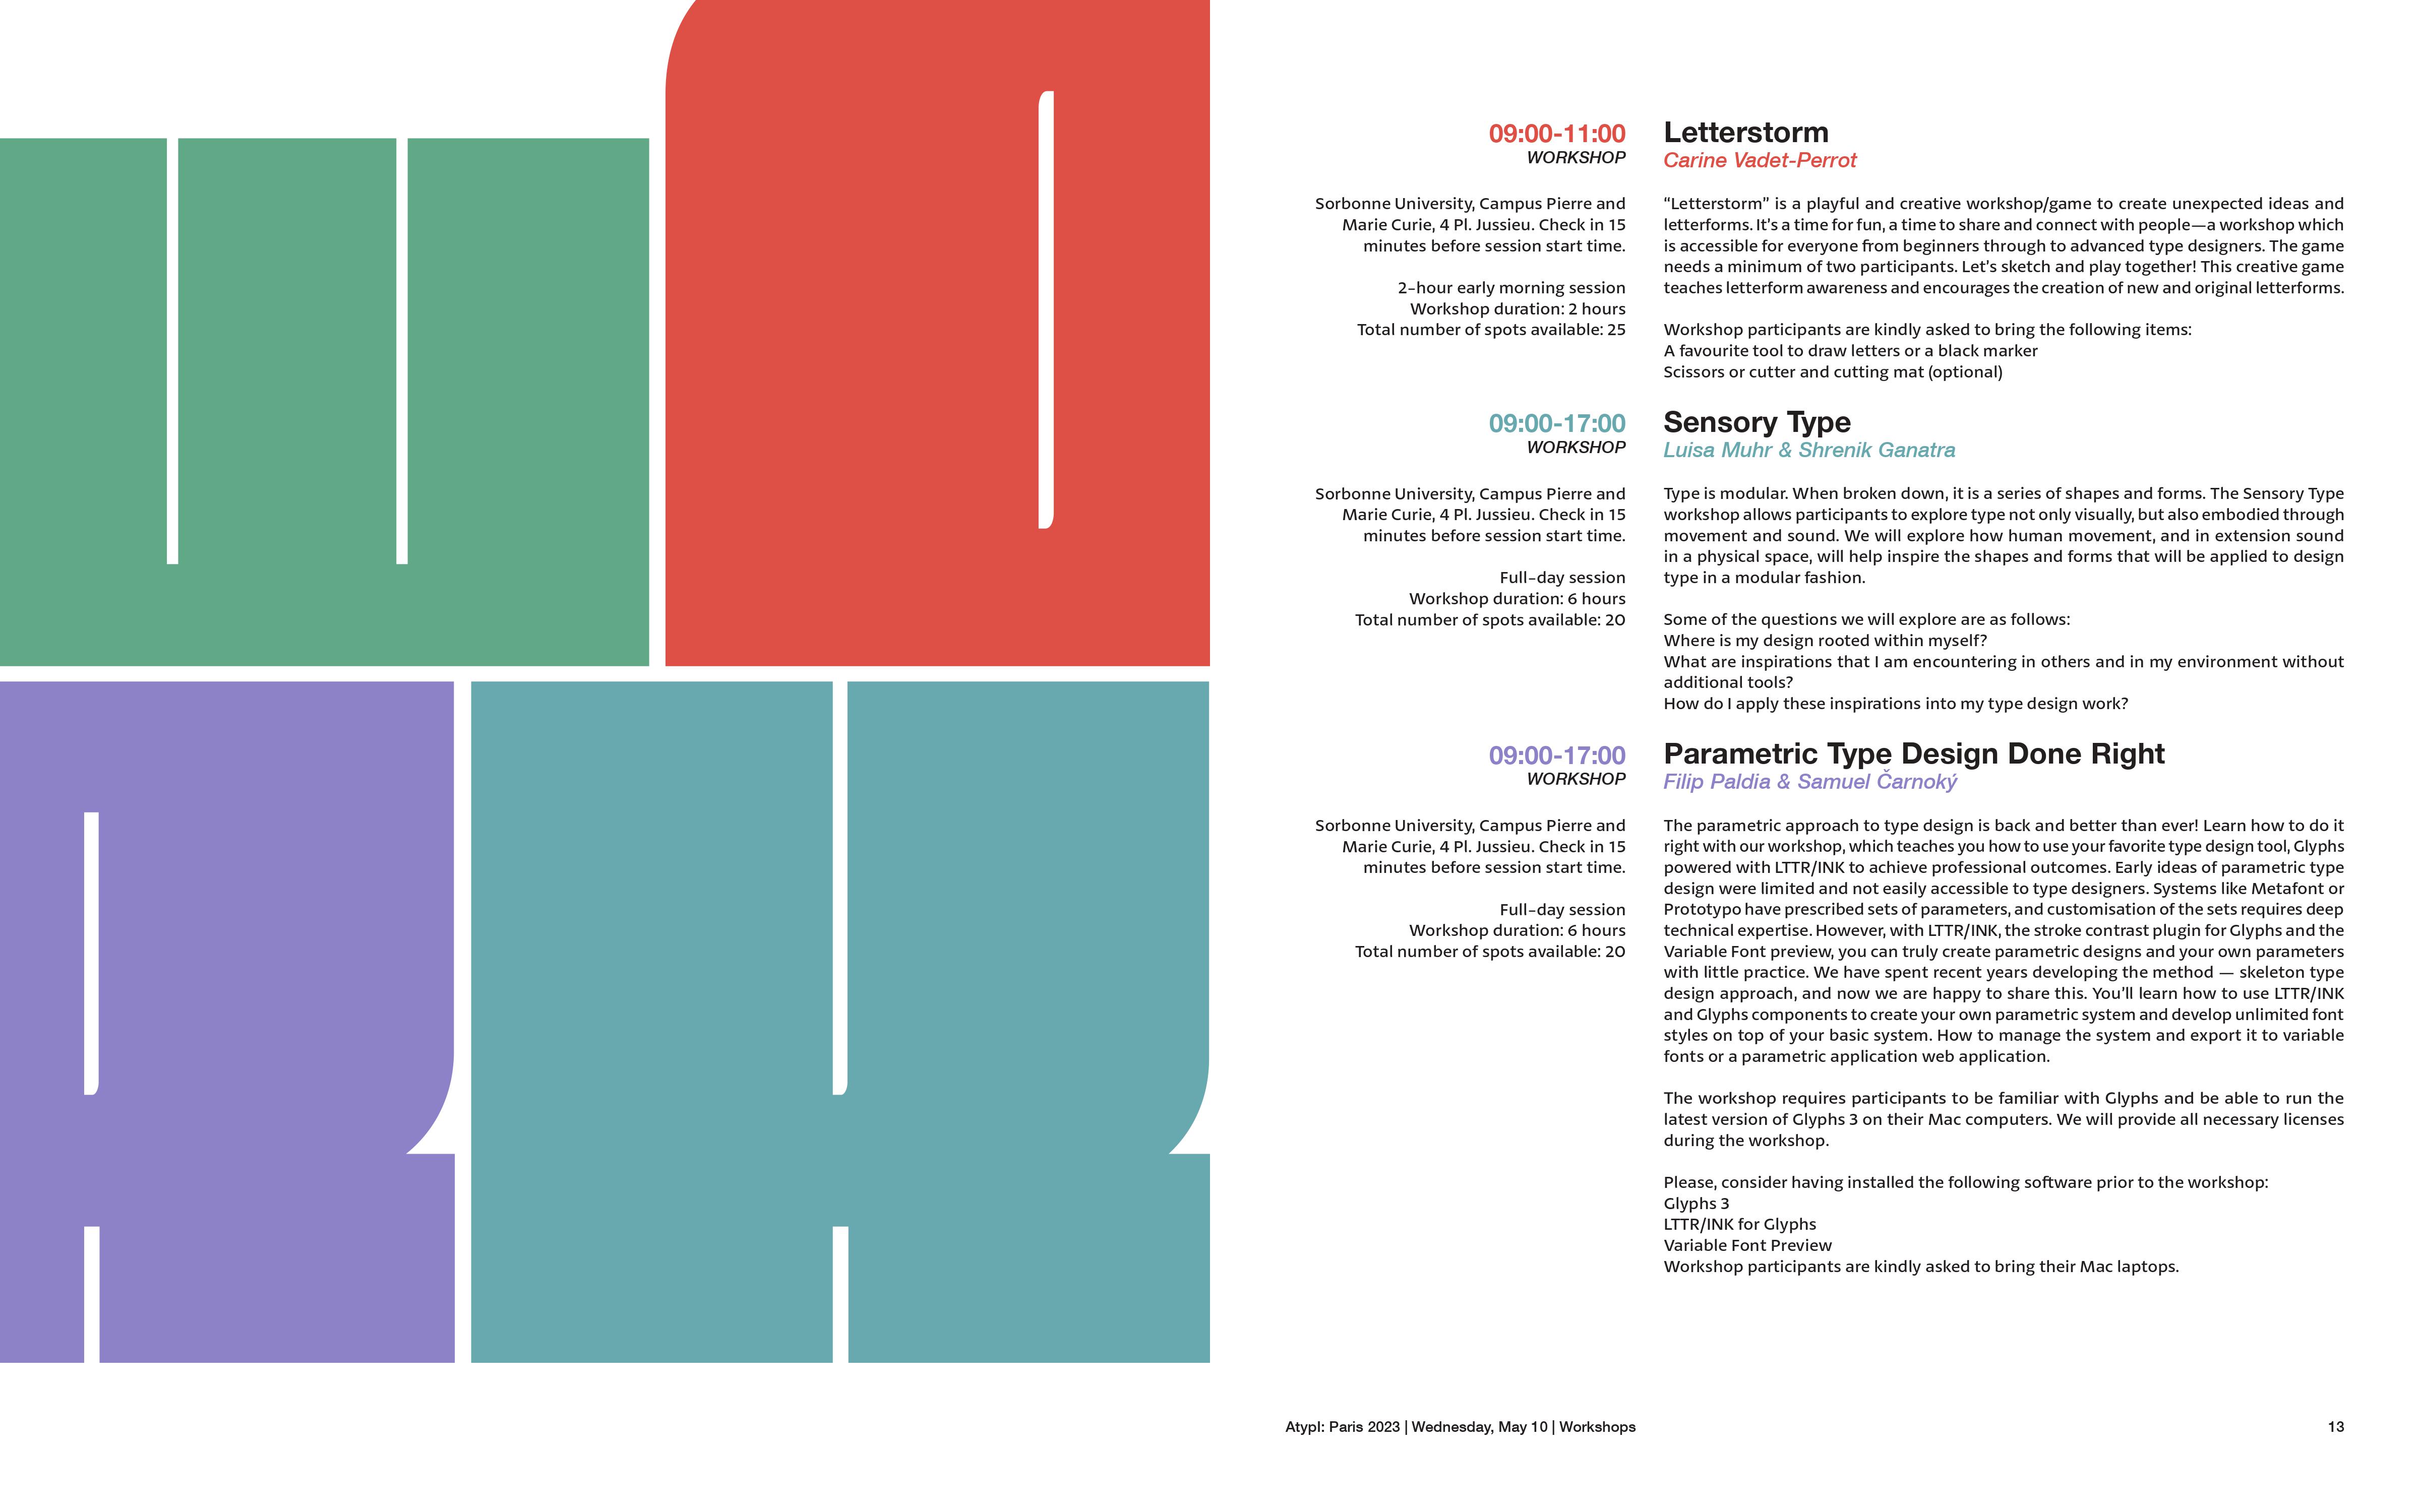 09:00-11:00
WORKSHOP
Sorbonne University, Campus Pierre and
Marie Curie, 4 Pl. Jussieu. Check in 15
minutes before session start time.
2-hour early morning session
Workshop duration: 2 hours
Total number of spots available: 25
Letterstorm
Carine Vadet-Perrot
“Letterstorm” is a playful and creative workshop/game to create unexpected ideas and
letterforms. It’s a time for fun, a time to share and connect with people—a workshop which
is accessible for everyone from beginners through to advanced type designers. The game
needs a minimum of two participants. Let’s sketch and play together! This creative game
teaches letterform awareness and encourages the creation of new and original letterforms.
Workshop participants are kindly asked to bring the following items:
A favourite tool to draw letters or a black marker
Scissors or cutter and cutting mat (optional)
09:00-17:00
WORKSHOP
Sorbonne University, Campus Pierre and
Marie Curie, 4 Pl. Jussieu. Check in 15
minutes before session start time.
Full-day session
Workshop duration: 6 hours
Total number of spots available: 20
Sensory Type
Luisa Muhr & Shrenik Ganatra
Type is modular. When broken down, it is a series of shapes and forms. The Sensory Type
workshop allows participants to explore type not only visually, but also embodied through
movement and sound. We will explore how human movement, and in extension sound
in a physical space, will help inspire the shapes and forms that will be applied to design
type in a modular fashion.
Some of the questions we will explore are as follows:
Where is my design rooted within myself?
What are inspirations that I am encountering in others and in my environment without
additional tools?
How do I apply these inspirations into my type design work?
09:00-17:00
WORKSHOP
Sorbonne University, Campus Pierre and
Marie Curie, 4 Pl. Jussieu. Check in 15
minutes before session start time.
Full-day session
Workshop duration: 6 hours
Total number of spots available: 20
Parametric Type Design Done Right
Filip Paldia & Samuel Čarnoký
The parametric approach to type design is back and better than ever! Learn how to do it
right with our workshop, which teaches you how to use your favorite type design tool, Glyphs
powered with LTTR/INK to achieve professional outcomes. Early ideas of parametric type
design were limited and not easily accessible to type designers. Systems like Metafont or
Prototypo have prescribed sets of parameters, and customisation of the sets requires deep
technical expertise. However, with LTTR/INK, the stroke contrast plugin for Glyphs and the
Variable Font preview, you can truly create parametric designs and your own parameters
with little practice. We have spent recent years developing the method — skeleton type
design approach, and now we are happy to share this. You’ll learn how to use LTTR/INK
and Glyphs components to create your own parametric system and develop unlimited font
styles on top of your basic system. How to manage the system and export it to variable
fonts or a parametric application web application.
The workshop requires participants to be familiar with Glyphs and be able to run the
latest version of Glyphs 3 on their Mac computers. We will provide all necessary licenses
during the workshop.
Please, consider having installed the following software prior to the workshop:
Glyphs 3
LTTR/INK for Glyphs
Variable Font Preview
Workshop participants are kindly asked to bring their Mac laptops.
AtypI: Paris 2023 | Wednesday, May 10 | Workshops
13